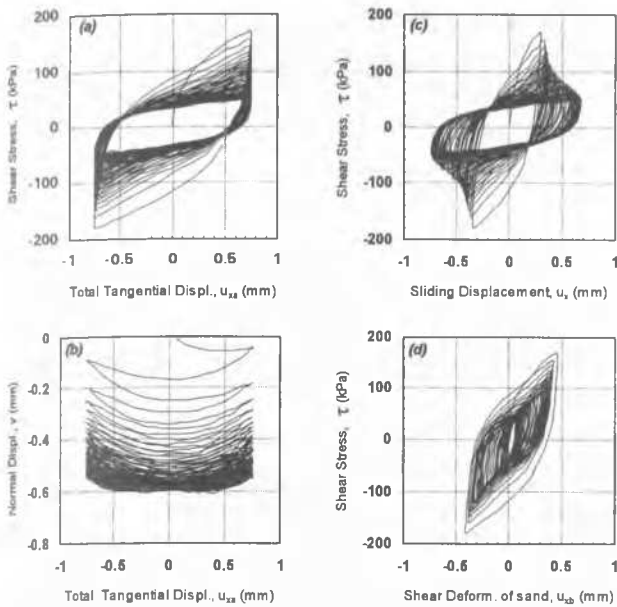 (a)
Shear Stress, τ (kPa)
200
100
0
-100
-200
-1 -0.5 0 0.5 1
Total Tangential Displ., uxa (mm)
(c)
Shear Stress, τ (kPa)
200
100
0
-100
-200
-1 -0.5 0 0.5 1
Sliding Displacement, ux (mm)
(b)
Normal Displ., v (mm)
0
-0.2
-0.4
-0.6
-0.8
-1 -0.5 0 0.5 1
Total Tangential Displ., uxa (mm)
(d)
Shear Stress, τ (kPa)
200
100
0
-100
-200
-1 -0.5 0 0.5 1
Shear Deform. of sand, uxb (mm)